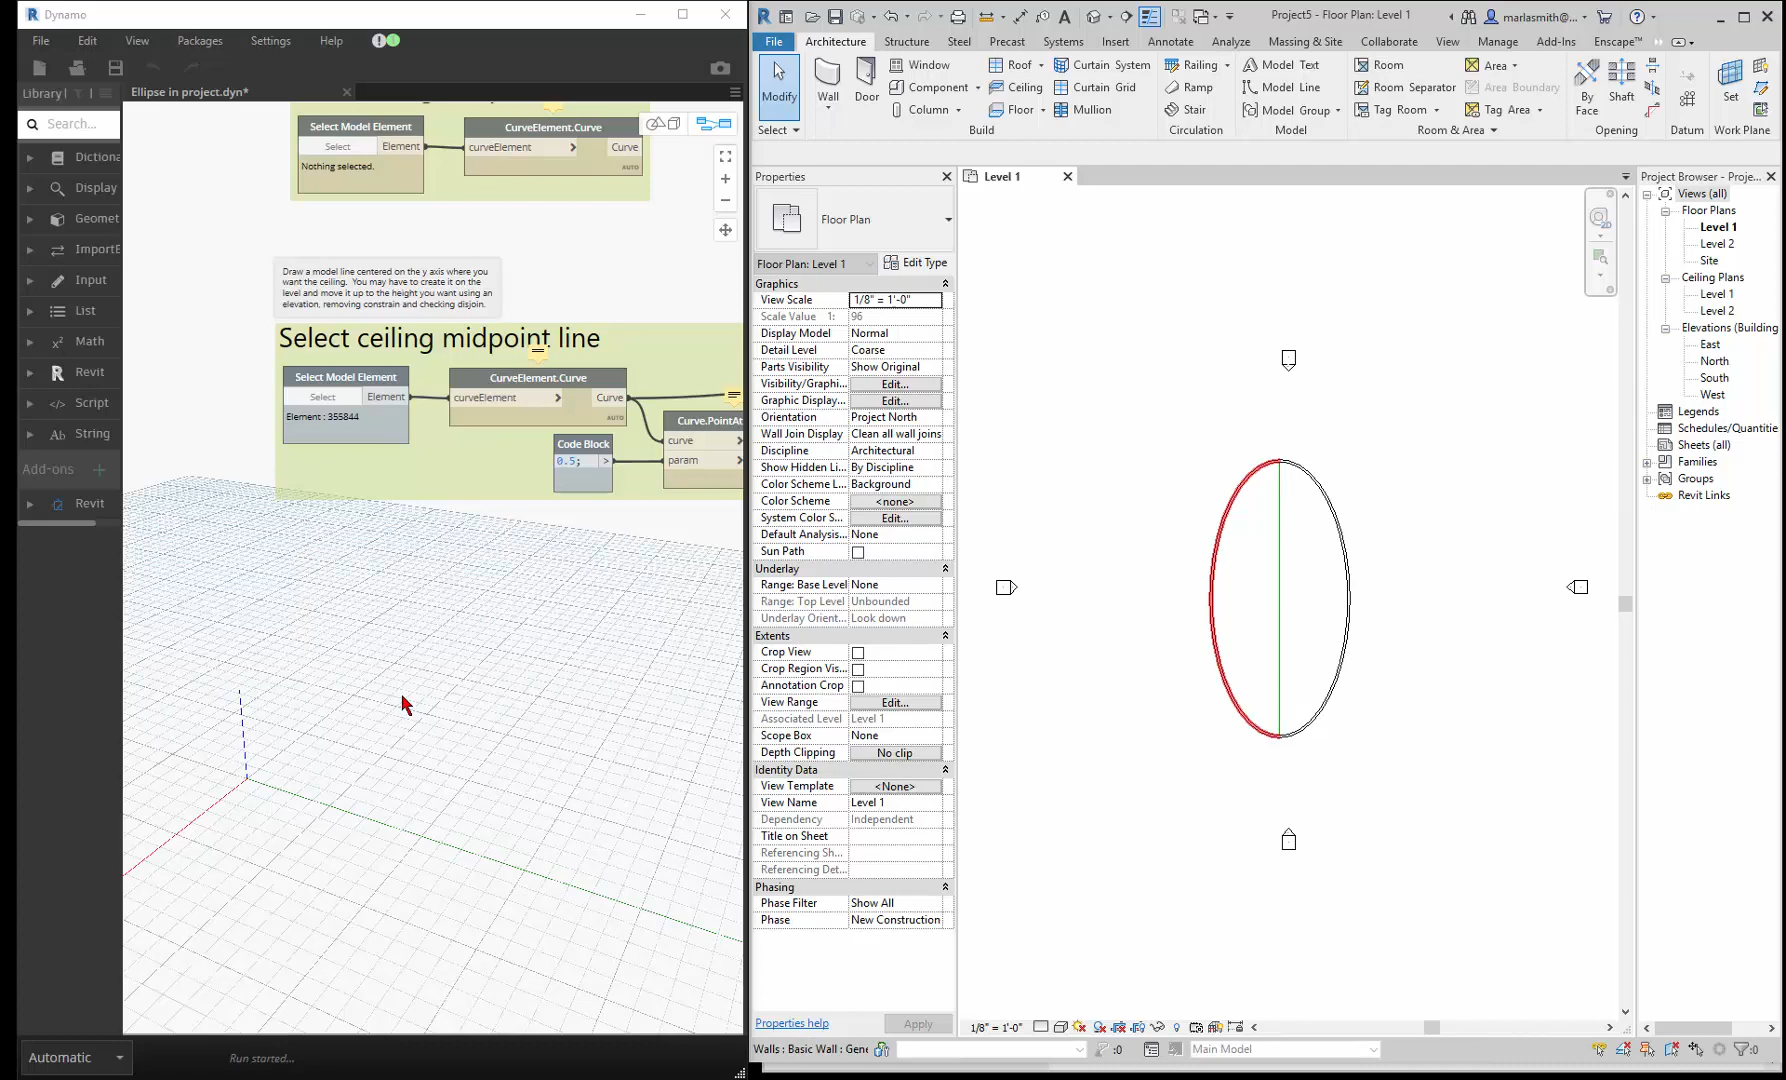 Dynamo
File Edit View Packages Settings Help
Library
Ellipse in project.dyn*
Search...
Dictiona
Display
Geomet
ImportE
Input
List
Math
Revit
Script
String
Add-ons
Revit
Select Model Element
Select
Element
Nothing selected.
CurveElement.Curve
curveElement > Curve
AUTO
Draw a model line centered on the y axis where you
want the ceiling. You may have to create it on the
level and move it up to the height you want using an
elevation, removing constrain and checking disjoin.
Select ceiling midpoint line
Select Model Element
Select
Element
Element : 355844
CurveElement.Curve
curveElement > Curve
AUTO
Code Block
0.5; >
Curve.PointAt
curve >
param >
Automatic
Run started...
Project5 - Floor Plan: Level 1
marlasmith@...
File Architecture Structure Steel Precast Systems Insert Annotate Analyze Massing & Site Collaborate View Manage Add-Ins Enscape™
Modify
Wall
Door
Window
Component
Column
Roof
Ceiling
Floor
Curtain System
Curtain Grid
Mullion
Railing
Ramp
Stair
Model Text
Model Line
Model Group
Room
Room Separator
Tag Room
Area
Area Boundary
Tag Area
By
Face
Shaft
Set
Select Build Circulation Model Room & Area Opening Datum Work Plane
Properties
Floor Plan
Floor Plan: Level 1 Edit Type
Graphics
View Scale 1/8" = 1'-0"
Scale Value 1: 96
Display Model Normal
Detail Level Coarse
Parts Visibility Show Original
Visibility/Graphi... Edit...
Graphic Display... Edit...
Orientation Project North
Wall Join Display Clean all wall joins
Discipline Architectural
Show Hidden Li... By Discipline
Color Scheme L... Background
Color Scheme <none>
System Color S... Edit...
Default Analysis... None
Sun Path
Underlay
Range: Base Level None
Range: Top Level Unbounded
Underlay Orient... Look down
Extents
Crop View
Crop Region Vis...
Annotation Crop
View Range Edit...
Associated Level Level 1
Scope Box None
Depth Clipping No clip
Identity Data
View Template <None>
View Name Level 1
Dependency Independent
Title on Sheet
Referencing Sh...
Referencing Det...
Phasing
Phase Filter Show All
Phase New Construction
Properties help Apply
Level 1
2D
Project Browser - Proje...
Views (all)
Floor Plans
Level 1
Level 2
Site
Ceiling Plans
Level 1
Level 2
Elevations (Building
East
North
South
West
Legends
Schedules/Quantitie
Sheets (all)
Families
Groups
Revit Links
1/8" = 1'-0"
Walls : Basic Wall : Gene
:0
Main Model
:0